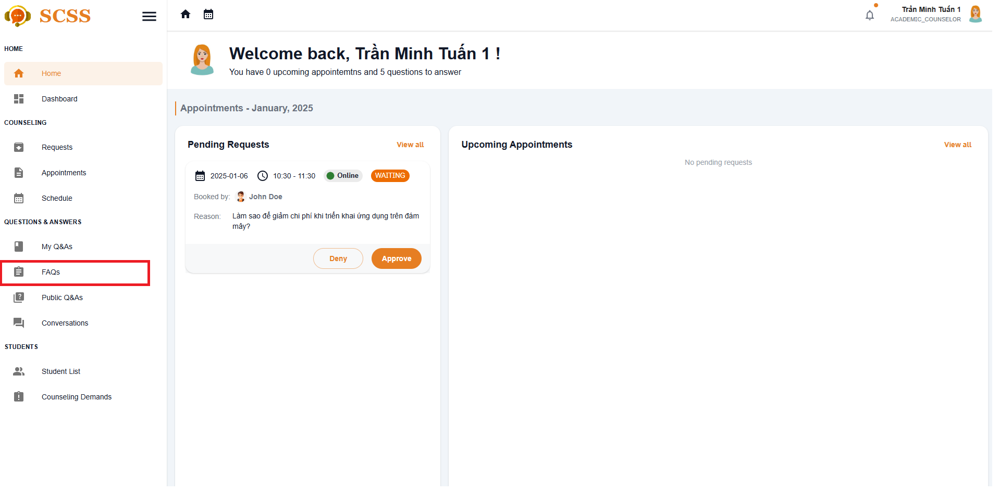 SCSS
Trần Minh Tuấn 1
ACADEMIC_COUNSELOR
HOME
Home
Dashboard
COUNSELING
Requests
Appointments
Schedule
QUESTIONS & ANSWERS
My Q&As
FAQs
Public Q&As
Conversations
STUDENTS
Student List
Counseling Demands
Welcome back, Trần Minh Tuấn 1 !
You have 0 upcoming appointemtns and 5 questions to answer
Appointments - January, 2025
Pending Requests View all
2025-01-06 10:30 - 11:30 Online WAITING
Booked by: John Doe
Reason: Làm sao để giảm chi phí khi triển khai ứng dụng trên đám
mây?
Deny Approve
Upcoming Appointments View all
No pending requests